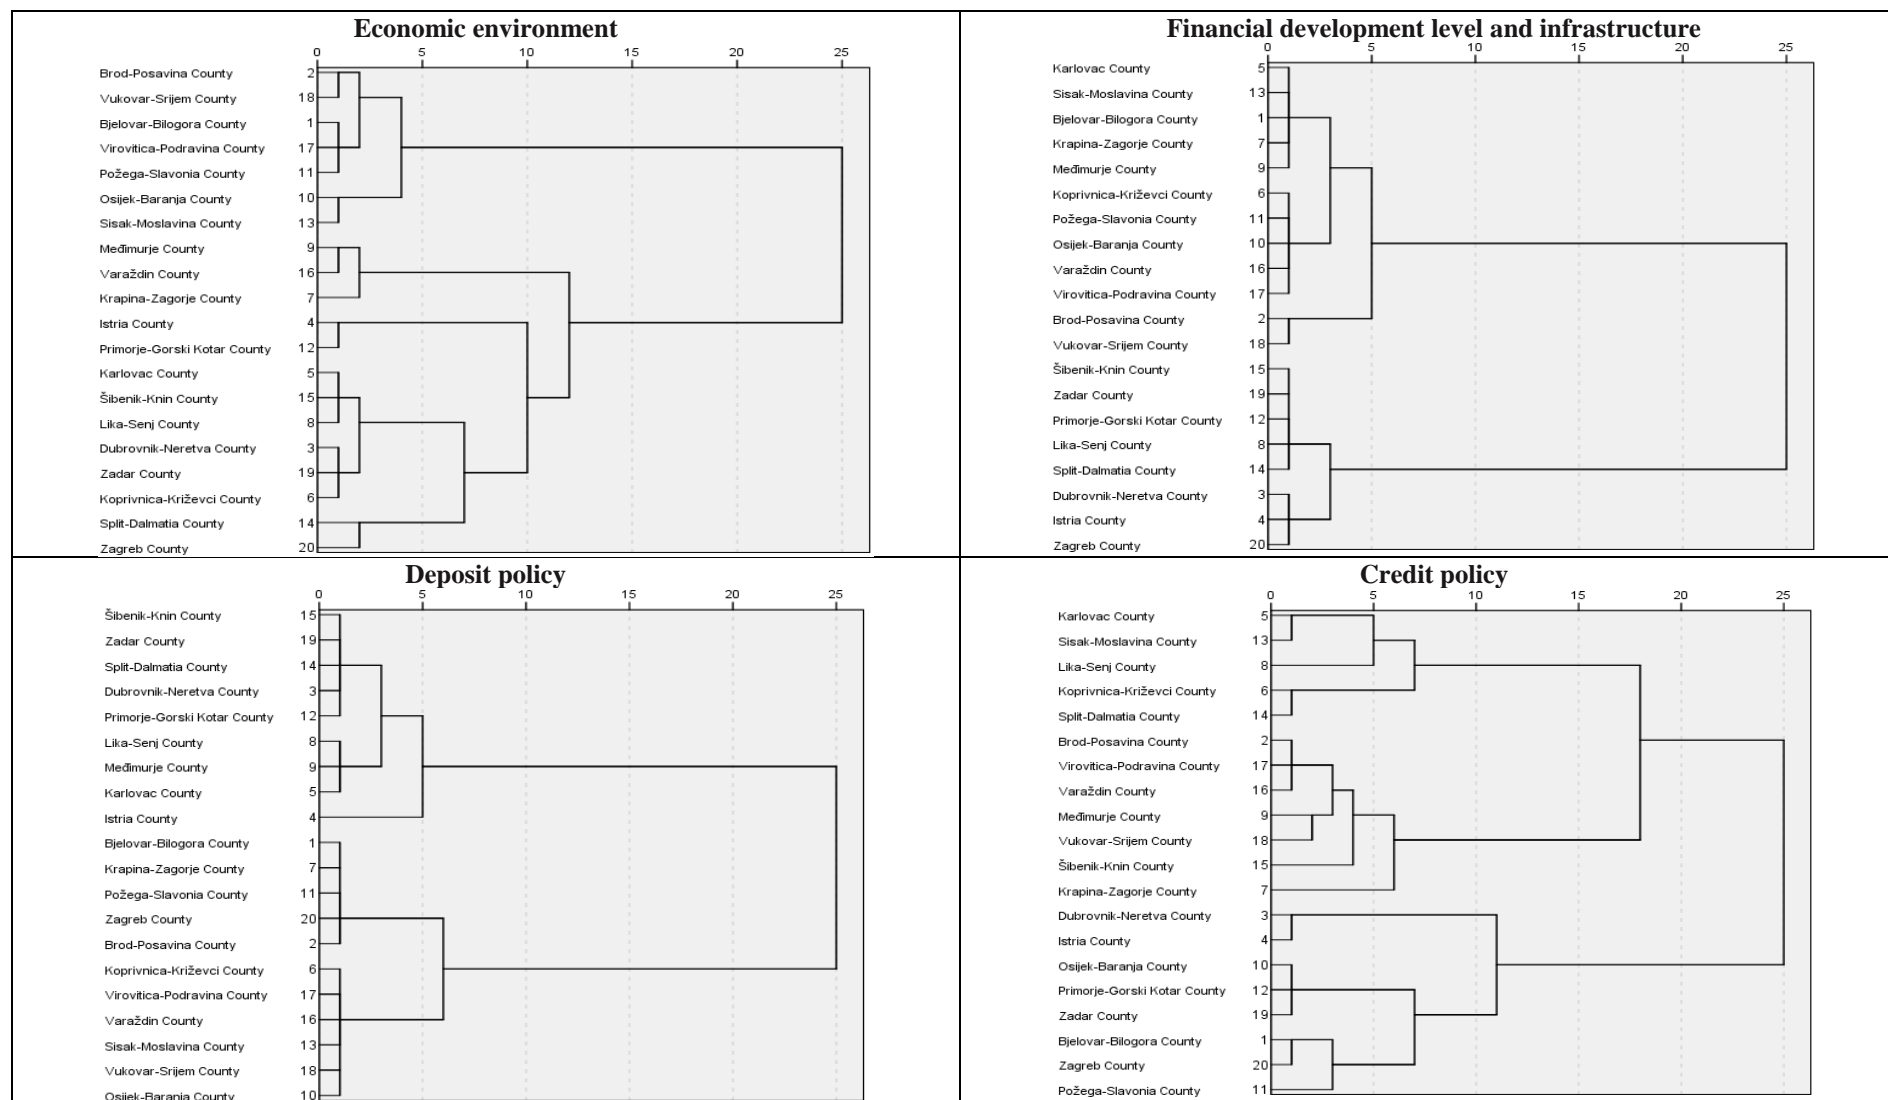 Economic environment
0 5 10 15 20 25
Brod-Posavina County 2
Vukovar-Srijem County 18
Bjelovar-Bilogora County 1
Virovitica-Podravina County 17
Požega-Slavonia County 11
Osijek-Baranja County 10
Sisak-Moslavina County 13
Međimurje County 9
Varaždin County 16
Krapina-Zagorje County 7
Istria County 4
Primorje-Gorski Kotar County 12
Karlovac County 5
Šibenik-Knin County 15
Lika-Senj County 8
Dubrovnik-Neretva County 3
Zadar County 19
Koprivnica-Križevci County 6
Split-Dalmatia County 14
Zagreb County 20
Financial development level and infrastructure
0 5 10 15 20 25
Karlovac County 5
Sisak-Moslavina County 13
Bjelovar-Bilogora County 1
Krapina-Zagorje County 7
Međimurje County 9
Koprivnica-Križevci County 6
Požega-Slavonia County 11
Osijek-Baranja County 10
Varaždin County 16
Virovitica-Podravina County 17
Brod-Posavina County 2
Vukovar-Srijem County 18
Šibenik-Knin County 15
Zadar County 19
Primorje-Gorski Kotar County 12
Lika-Senj County 8
Split-Dalmatia County 14
Dubrovnik-Neretva County 3
Istria County 4
Zagreb County 20
Deposit policy
0 5 10 15 20 25
Šibenik-Knin County 15
Zadar County 19
Split-Dalmatia County 14
Dubrovnik-Neretva County 3
Primorje-Gorski Kotar County 12
Lika-Senj County 8
Međimurje County 9
Karlovac County 5
Istria County 4
Bjelovar-Bilogora County 1
Krapina-Zagorje County 7
Požega-Slavonia County 11
Zagreb County 20
Brod-Posavina County 2
Koprivnica-Križevci County 6
Virovitica-Podravina County 17
Varaždin County 16
Sisak-Moslavina County 13
Vukovar-Srijem County 18
Osijek-Baranja County 10
Credit policy
0 5 10 15 20 25
Karlovac County 5
Sisak-Moslavina County 13
Lika-Senj County 8
Koprivnica-Križevci County 6
Split-Dalmatia County 14
Brod-Posavina County 2
Virovitica-Podravina County 17
Varaždin County 16
Međimurje County 9
Vukovar-Srijem County 18
Šibenik-Knin County 15
Krapina-Zagorje County 7
Dubrovnik-Neretva County 3
Istria County 4
Osijek-Baranja County 10
Primorje-Gorski Kotar County 12
Zadar County 19
Bjelovar-Bilogora County 1
Zagreb County 20
Požega-Slavonia County 11